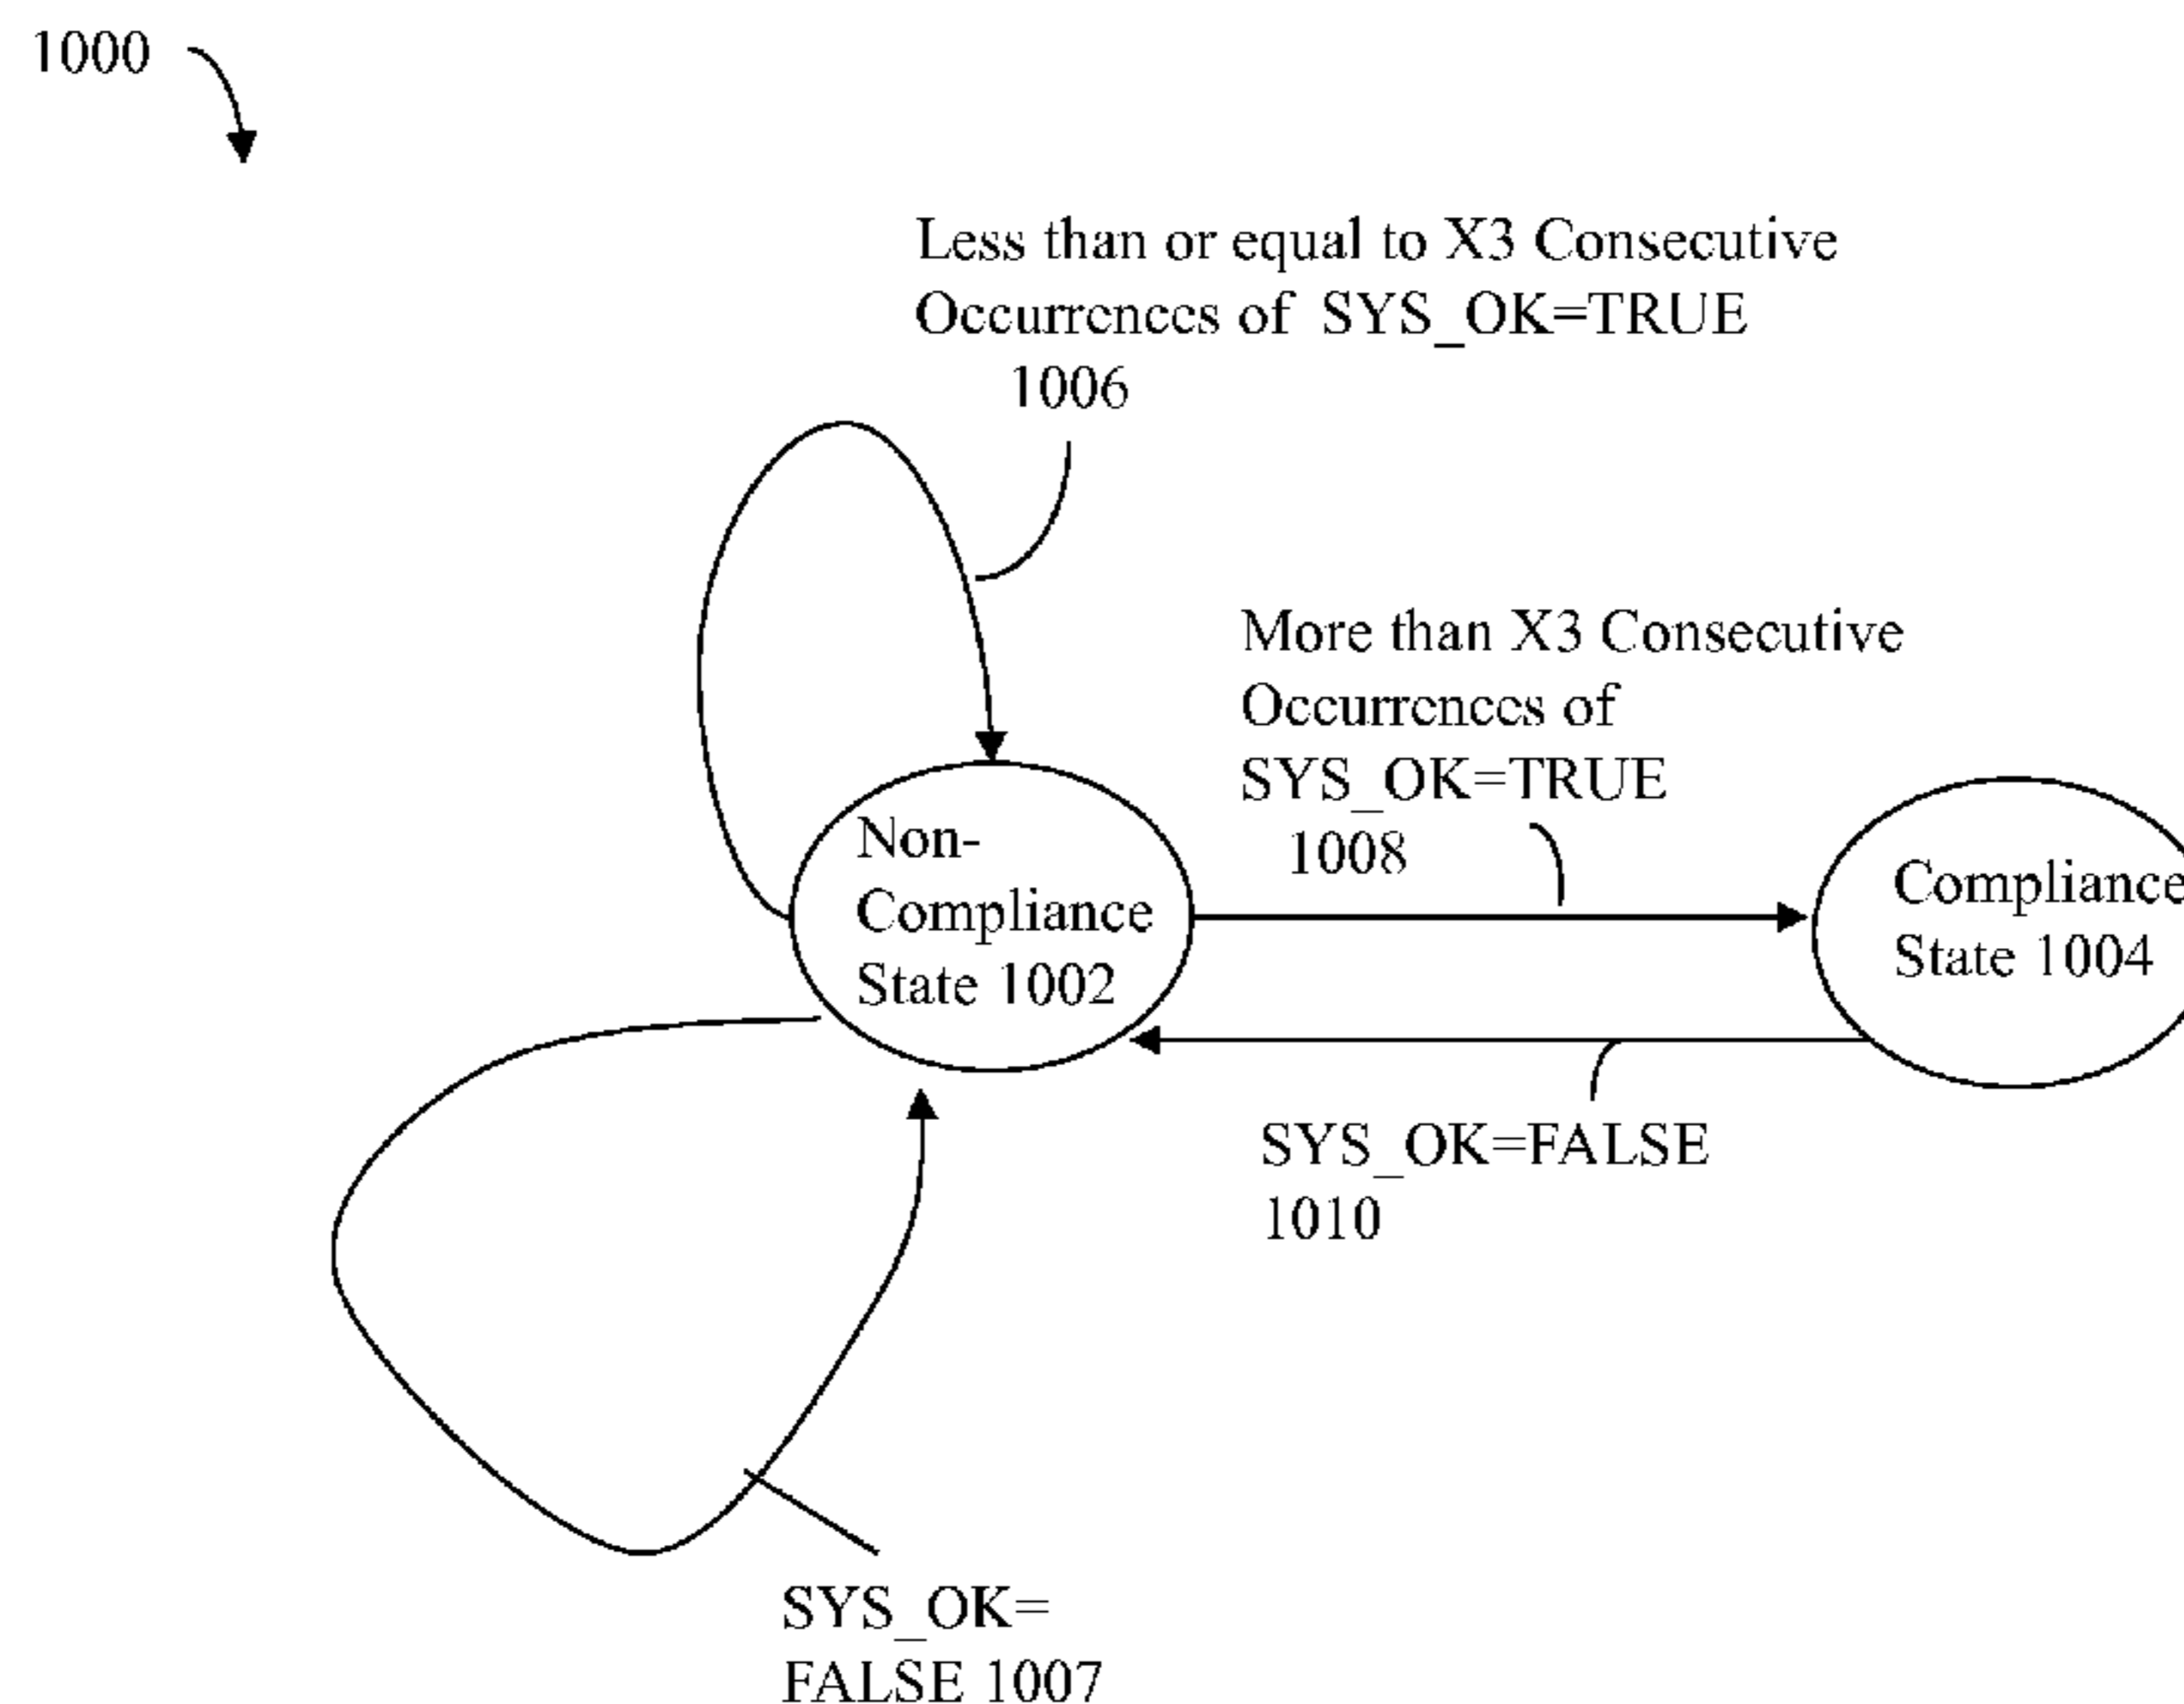 1000
Less than or equal to X3 Consecutive
Occurrences of SYS_OK=TRUE
1006
More than X3 Consecutive
Occurrences of
SYS_OK=TRUE
1008
Non-
Compliance
State 1002
Compliance
State 1004
SYS_OK=FALSE
1010
SYS_OK=
FALSE 1007